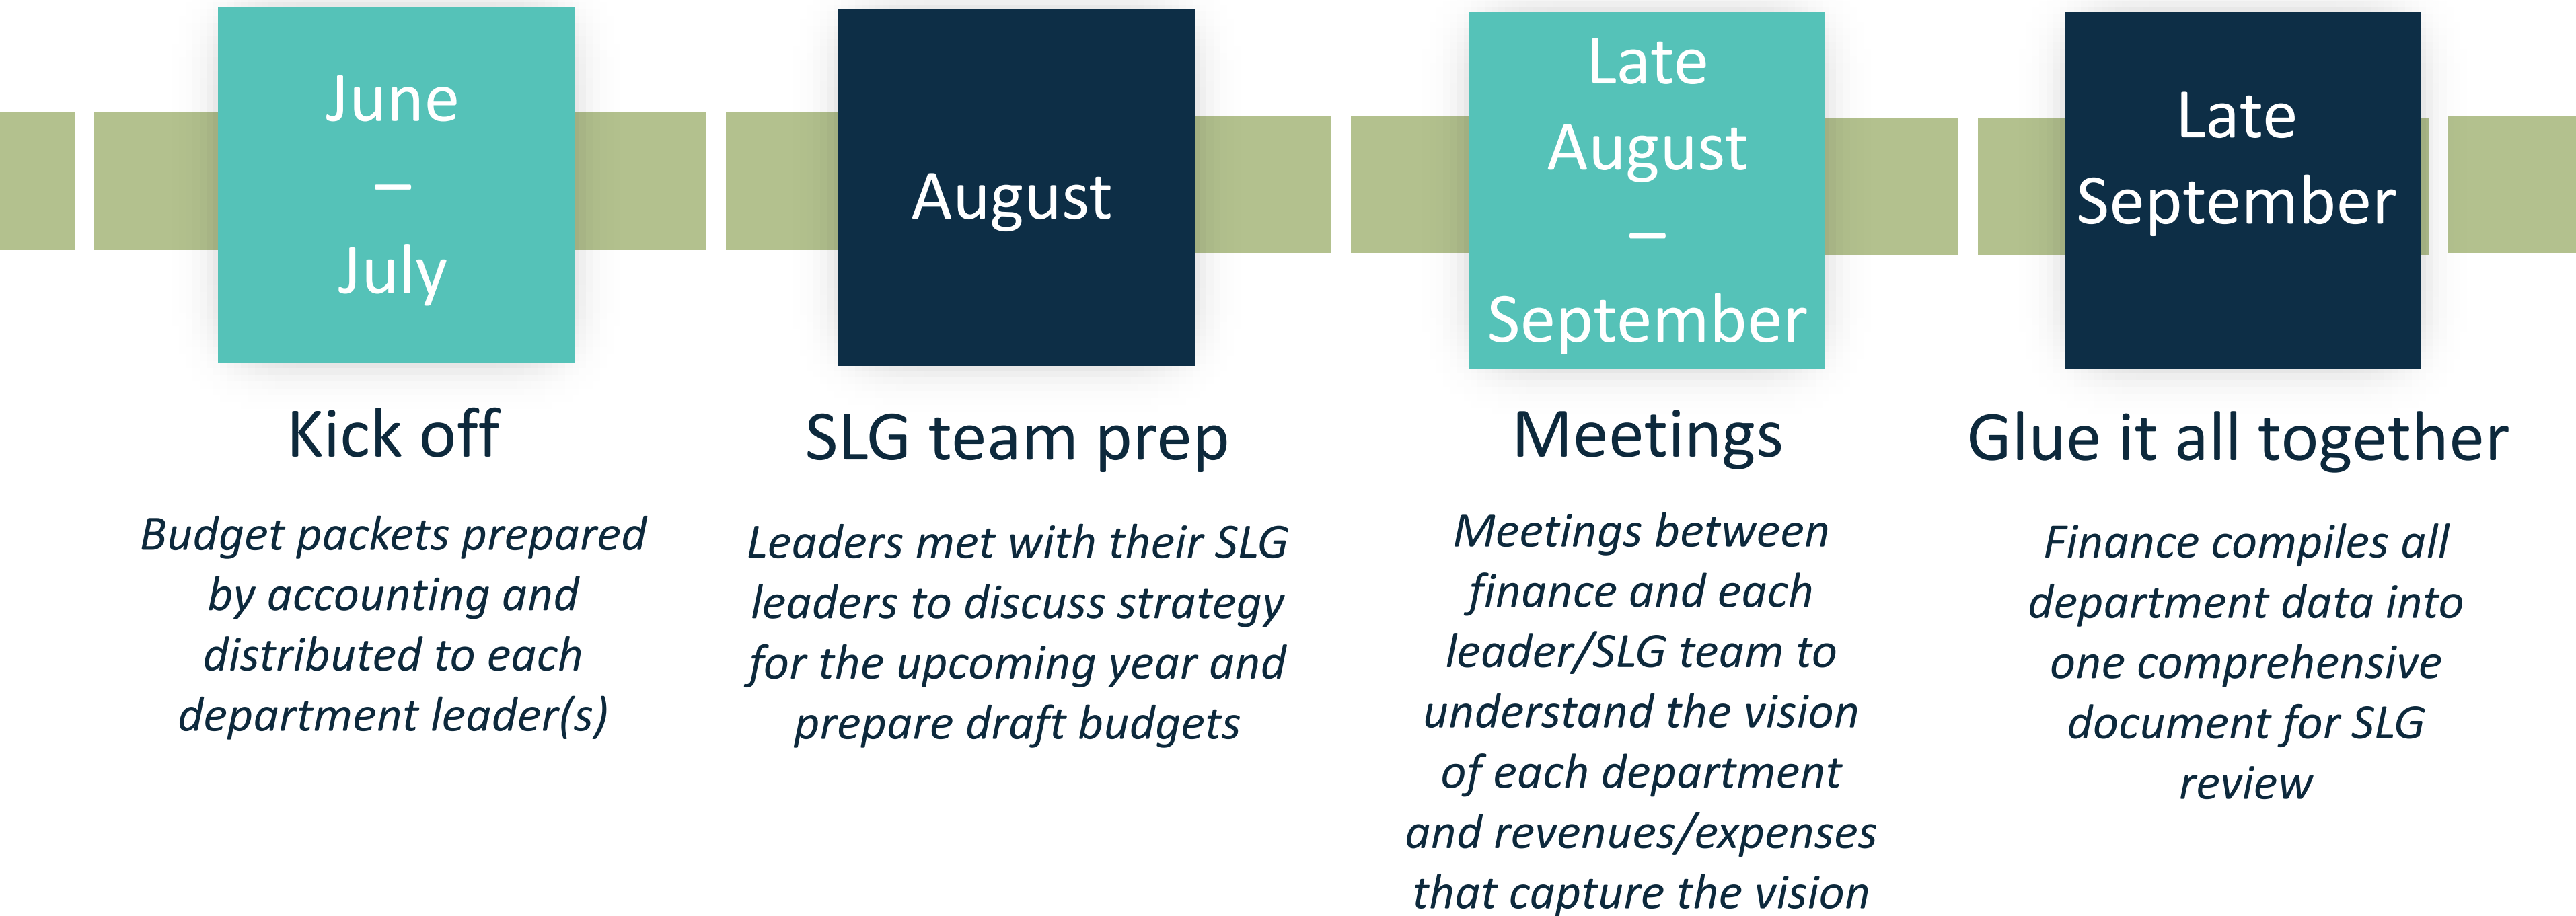 June
–
July
Kick off
Budget packets prepared
by accounting and
distributed to each
department leader(s)
August
SLG team prep
Leaders met with their SLG
leaders to discuss strategy
for the upcoming year and
prepare draft budgets
Late
August
–
September
Meetings
Meetings between
finance and each
leader/SLG team to
understand the vision
of each department
and revenues/expenses
that capture the vision
Late
September
Glue it all together
Finance compiles all
department data into
one comprehensive
document for SLG
review